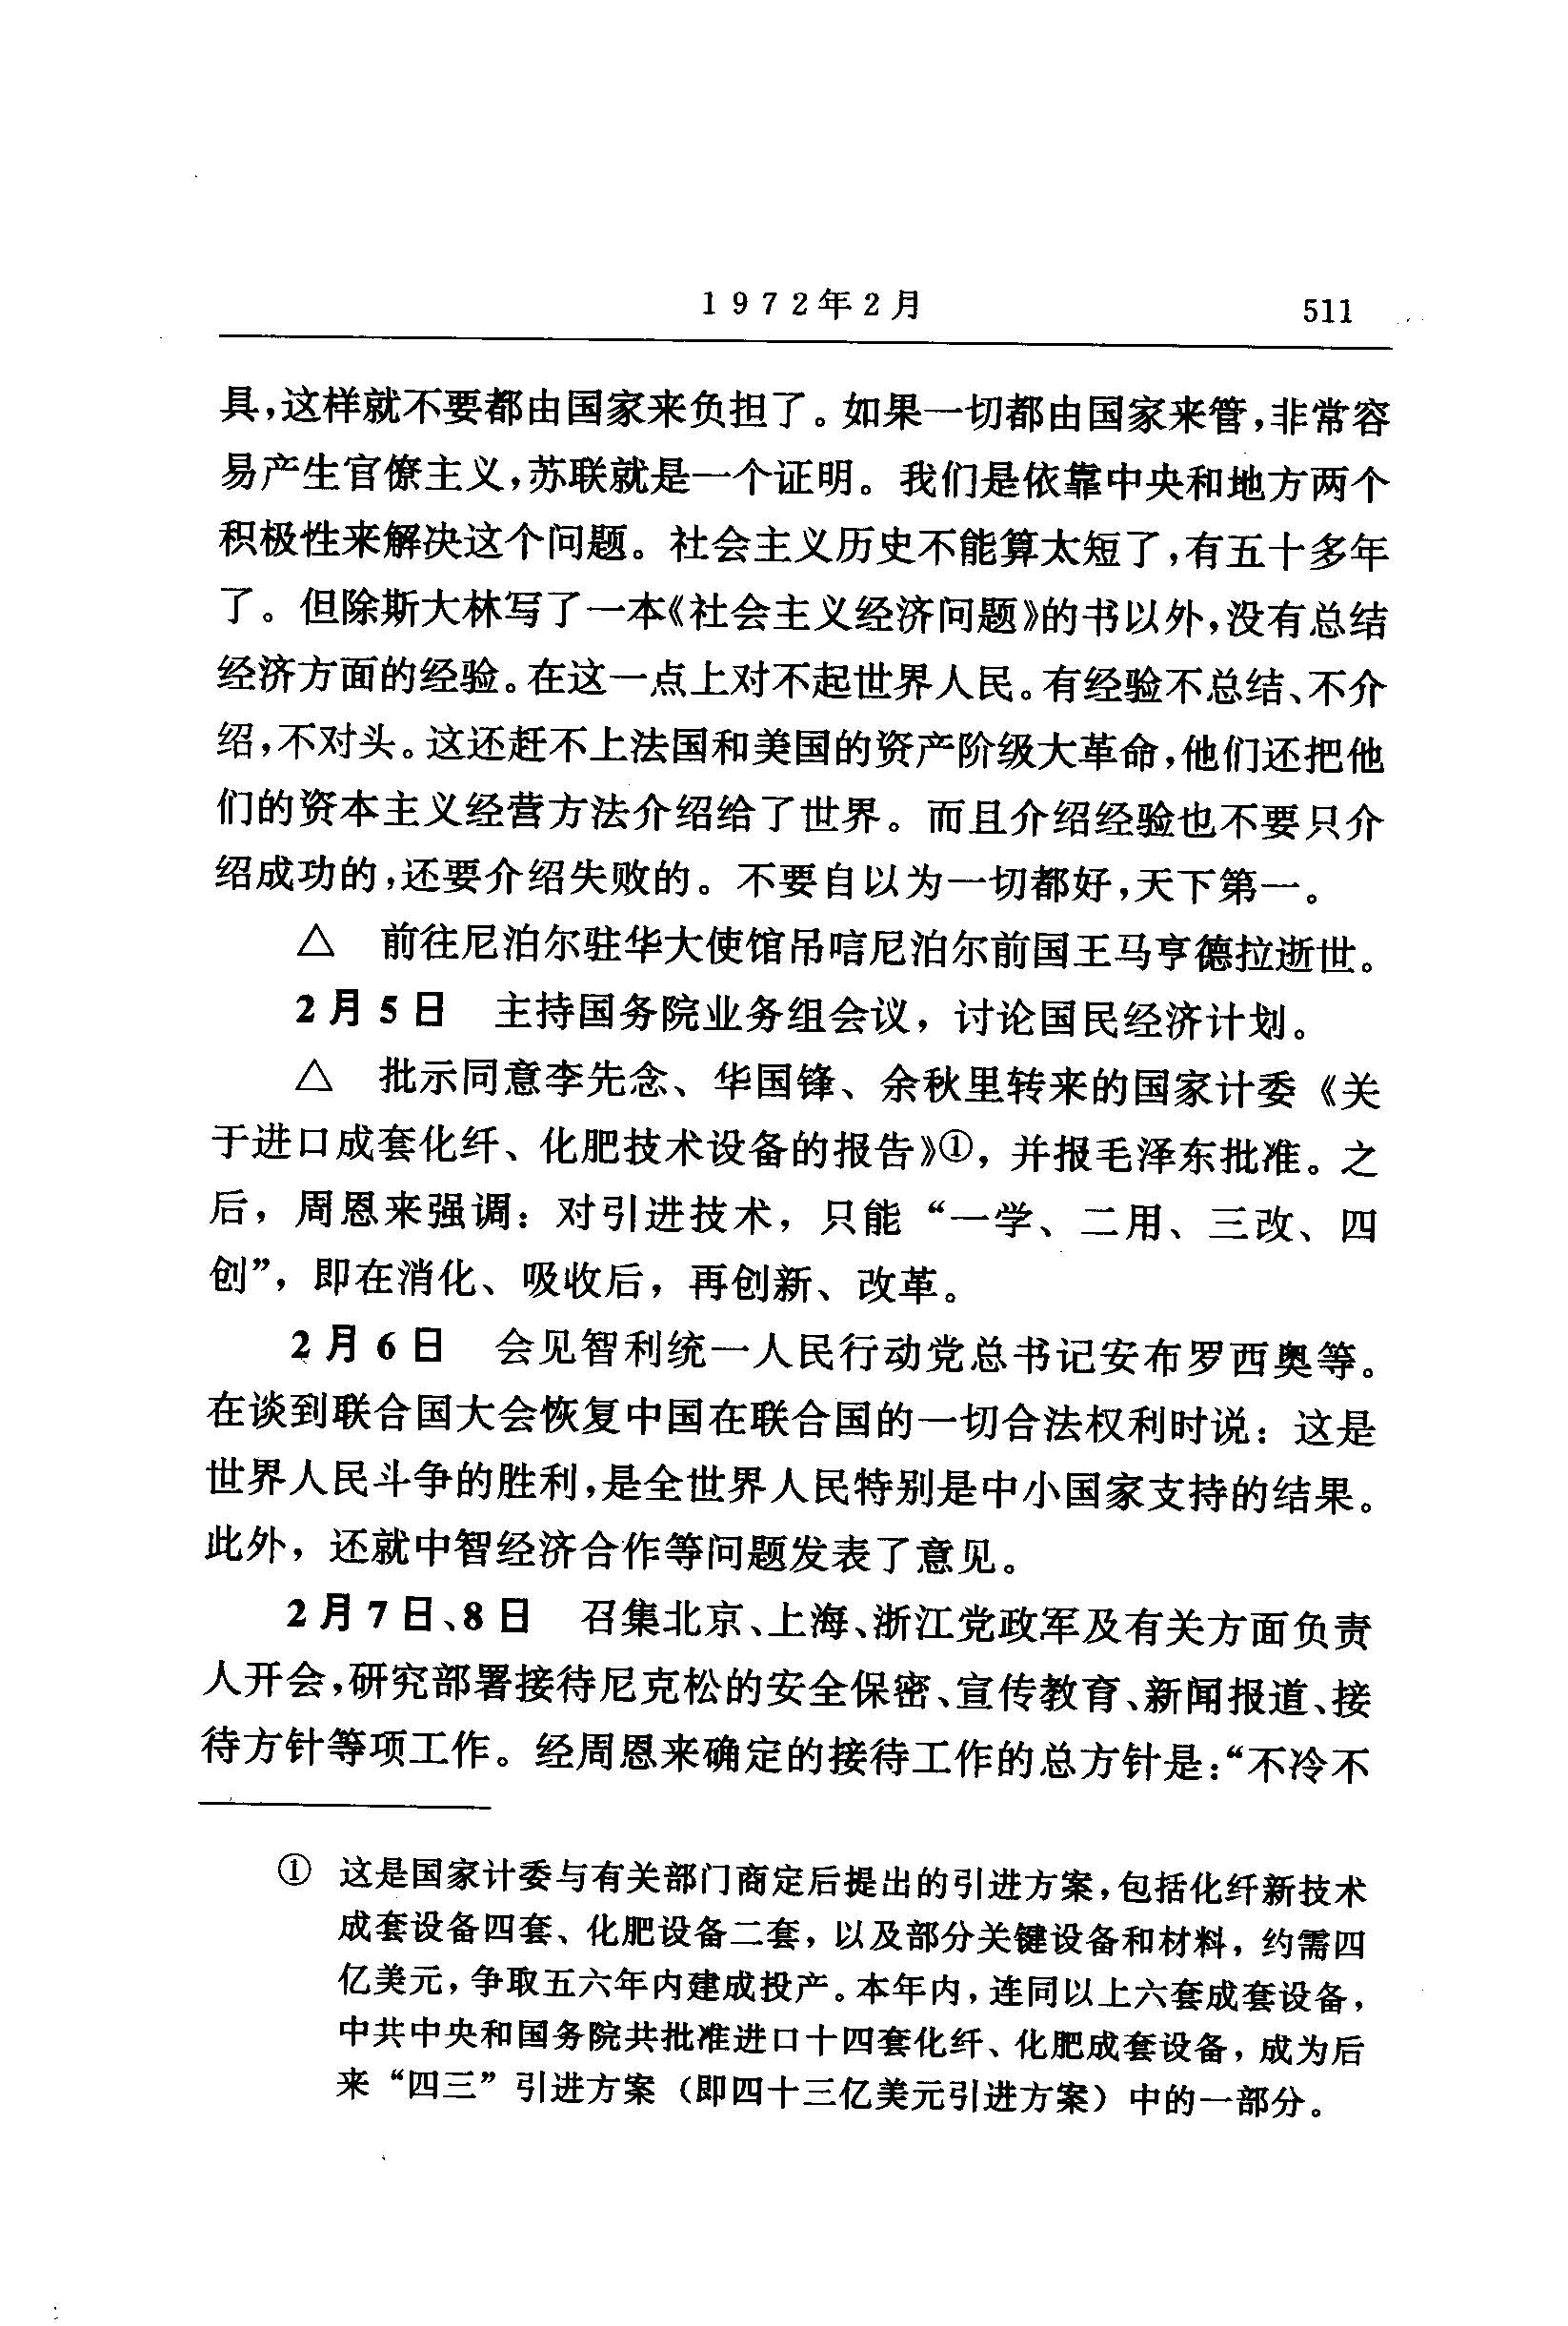 1972年2月
511
具,这样就不要都由国家来负担了。如果一切都由国家来管,非常容
易产生官僚主义,苏联就是一个证明。我们是依靠中央和地方两个
积极性来解决这个问题。社会主义历史不能算太短了,有五十多年
了。但除斯大林写了一本《社会主义经济问题》的书以外,没有总结
经济方面的经验。在这一点上对不起世界人民。有经验不总结、不介
绍,不对头。这还赶不上法国和美国的资产阶级大革命,他们还把他
们的资本主义经营方法介绍给了世界。而且介绍经验也不要只介
绍成功的,还要介绍失败的。不要自以为一切都好,天下第一。
△ 前往尼泊尔驻华大使馆吊唁尼泊尔前国王马亨德拉逝世。
2月5日 主持国务院业务组会议，讨论国民经济计划。
△ 批示同意李先念、华国锋、余秋里转来的国家计委《关
于进口成套化纤、化肥技术设备的报告》①，并报毛泽东批准。之
后，周恩来强调：对引进技术，只能“一学、二用、三改、四
创”，即在消化、吸收后，再创新、改革。
2月6日 会见智利统一人民行动党总书记安布罗西奥等。
在谈到联合国大会恢复中国在联合国的一切合法权利时说：这是
世界人民斗争的胜利,是全世界人民特别是中小国家支持的结果。
此外，还就中智经济合作等问题发表了意见。
2月7日、8日 召集北京、上海、浙江党政军及有关方面负责
人开会,研究部署接待尼克松的安全保密、宣传教育、新闻报道、接
待方针等项工作。经周恩来确定的接待工作的总方针是:“不冷不
① 这是国家计委与有关部门商定后提出的引进方案,包括化纤新技术
成套设备四套、化肥设备二套，以及部分关键设备和材料，约需四
亿美元，争取五六年内建成投产。本年内，连同以上六套成套设备，
中共中央和国务院共批准进口十四套化纤、化肥成套设备，成为后
来“四三”引进方案（即四十三亿美元引进方案）中的一部分。